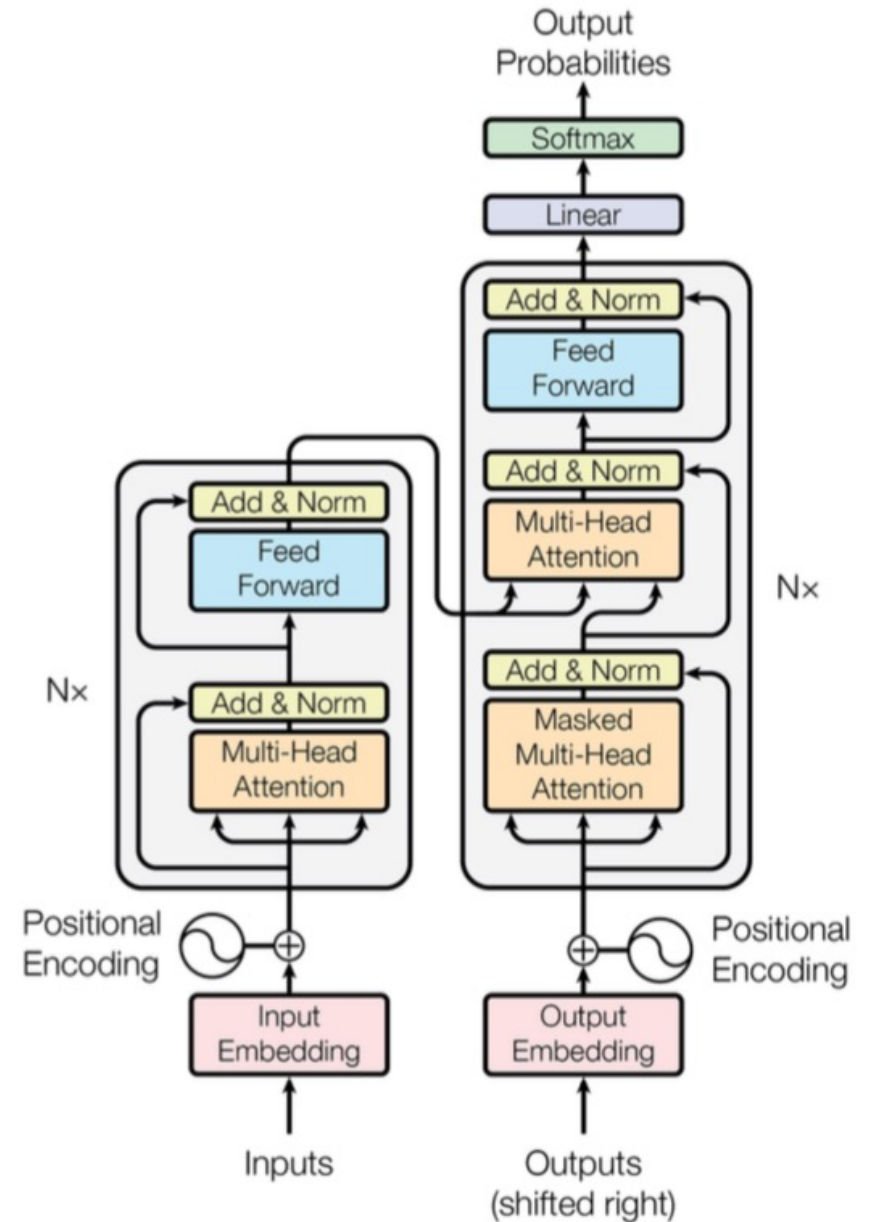 Output
Probabilities
Softmax
Linear
Add & Norm
Feed
Forward
Add & Norm
Multi-Head
Attention
Add & Norm
Masked
Multi-Head
Attention
Nx
Add & Norm
Feed
Forward
Add & Norm
Multi-Head
Attention
Nx
Positional
Encoding
Positional
Encoding
Input
Embedding
Output
Embedding
Inputs
Outputs
(shifted right)